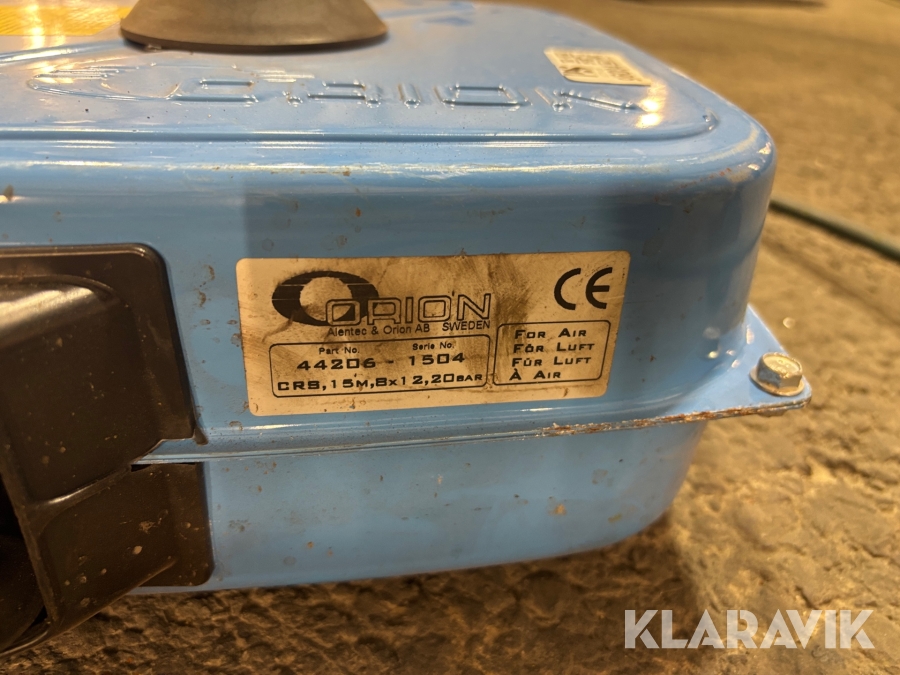 ORION
ORION
Alentec & Orion AB SWEDEN
Part No. Serie No.
44206 - 1504
CRB,15M,8x12,20BAR
CE
FOR AIR
FÖR LUFT
FÜR LUFT
À AIR
KLARAVIK